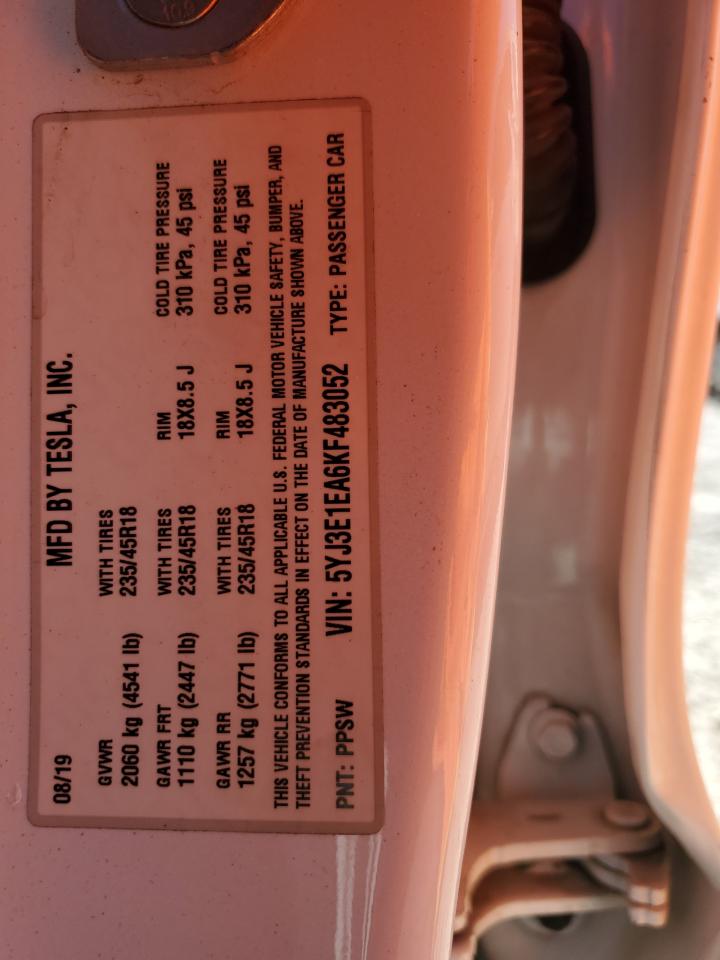 10.9
08/19 MFD BY TESLA, INC.
GVWR WITH TIRES
2060 kg (4541 lb) 235/45R18
GAWR FRT WITH TIRES RIM COLD TIRE PRESSURE
1110 kg (2447 lb) 235/45R18 18X8.5 J 310 kPa, 45 psi
GAWR RR WITH TIRES RIM COLD TIRE PRESSURE
1257 kg (2771 lb) 235/45R18 18X8.5 J 310 kPa, 45 psi
THIS VEHICLE CONFORMS TO ALL APPLICABLE U.S. FEDERAL MOTOR VEHICLE SAFETY, BUMPER, AND
THEFT PREVENTION STANDARDS IN EFFECT ON THE DATE OF MANUFACTURE SHOWN ABOVE.
PNT: PPSW VIN: 5YJ3E1EA6KF483052 TYPE: PASSENGER CAR